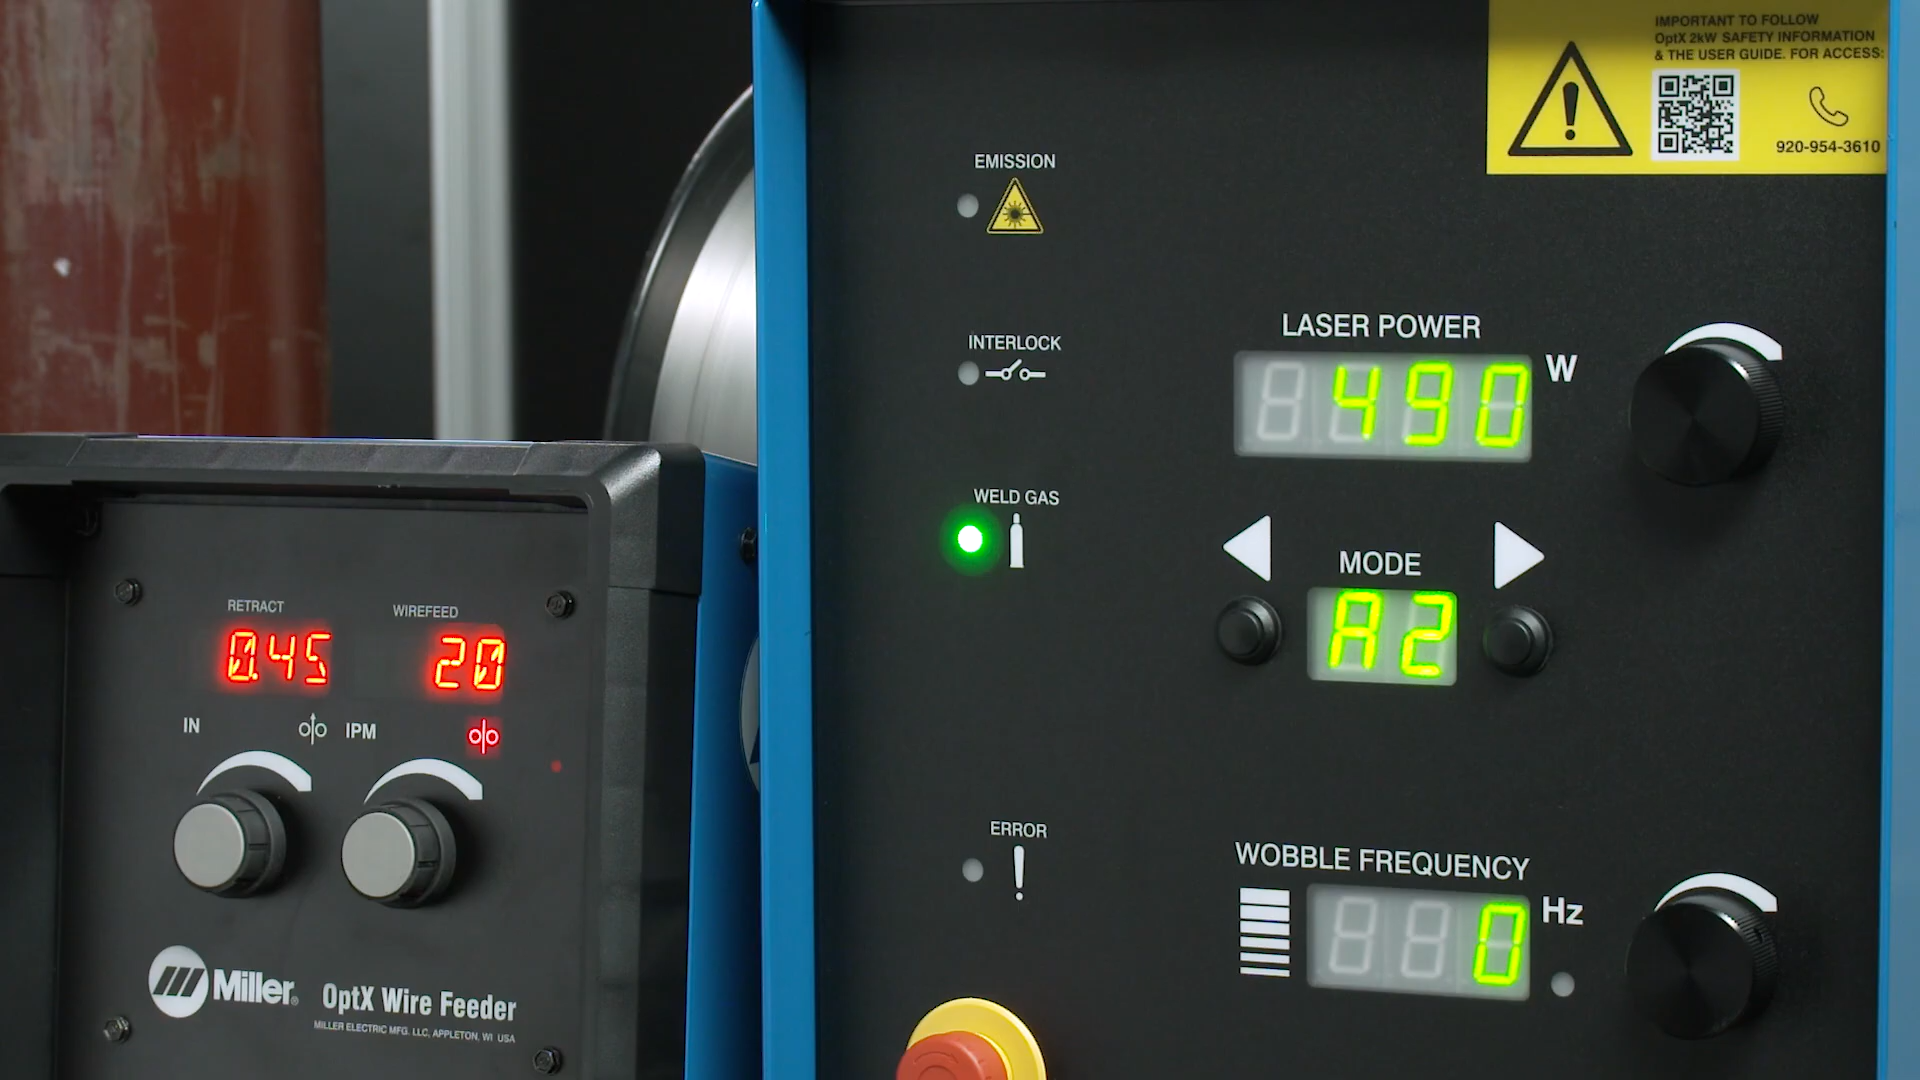 IMPORTANT TO FOLLOW
OptX 2kW SAFETY INFORMATION
& THE USER GUIDE. FOR ACCESS:
920-954-3610
EMISSION
INTERLOCK
LASER POWER
490 W
WELD GAS
MODE
A2
RETRACT WIREFEED
0.45 20
IN IPM
ERROR
WOBBLE FREQUENCY
0 Hz
Miller® OptX Wire Feeder
MILLER ELECTRIC MFG. LLC, APPLETON, WI USA